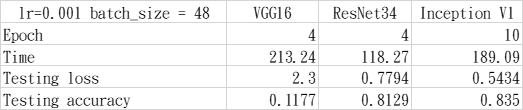 lr=0.001 batch_size = 48 VGG16 ResNet34 Inception V1
Epoch 4 4 10
Time 213.24 118.27 189.09
Testing loss 2.3 0.7794 0.5434
Testing accuracy 0.1177 0.8129 0.835